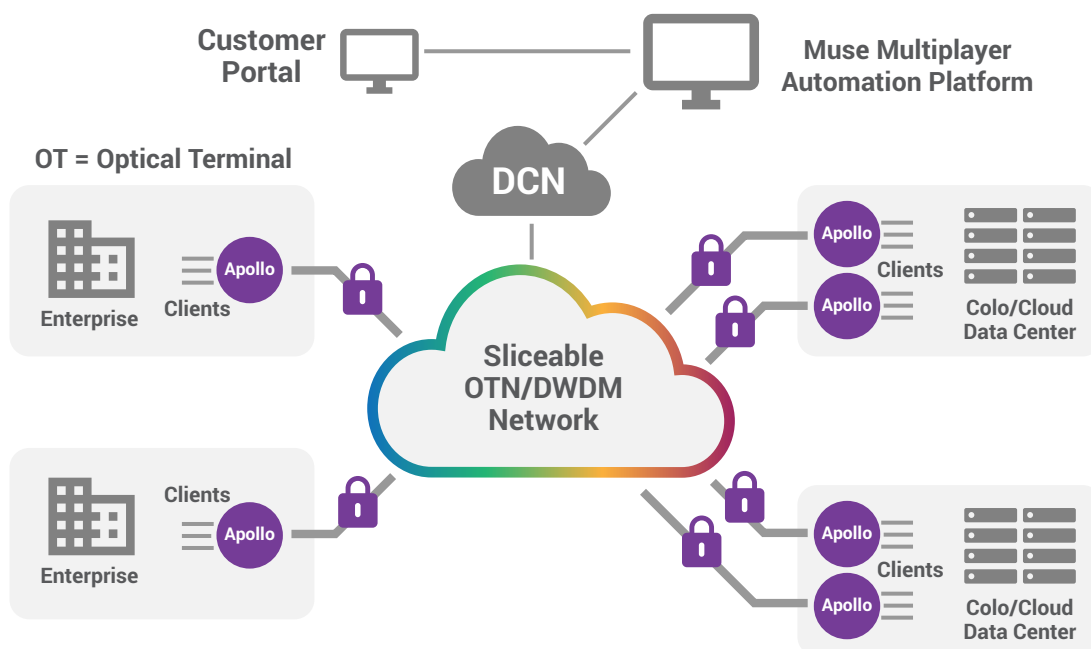 Customer
Portal
Muse Multiplayer
Automation Platform
OT = Optical Terminal
DCN
Enterprise
Clients
Apollo
Apollo
Clients
Apollo
Colo/Cloud
Data Center
Sliceable
OTN/DWDM
Network
Enterprise
Clients
Apollo
Apollo
Clients
Apollo
Colo/Cloud
Data Center